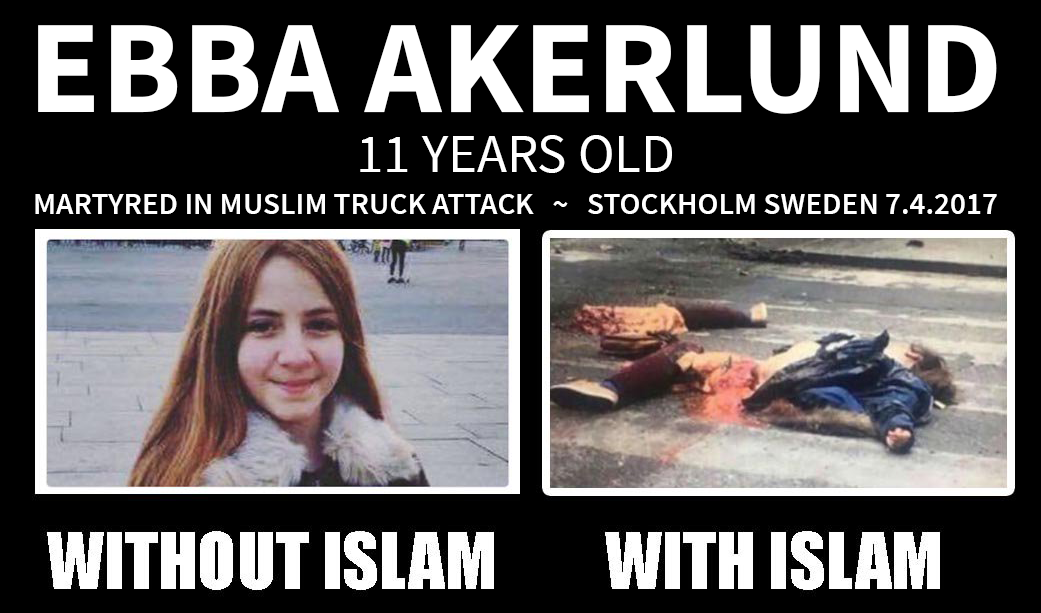 EBBA AKERLUND
11 YEARS OLD
MARTYRED IN MUSLIM TRUCK ATTACK ~ STOCKHOLM SWEDEN 7.4.2017
WITHOUT ISLAM
WITH ISLAM